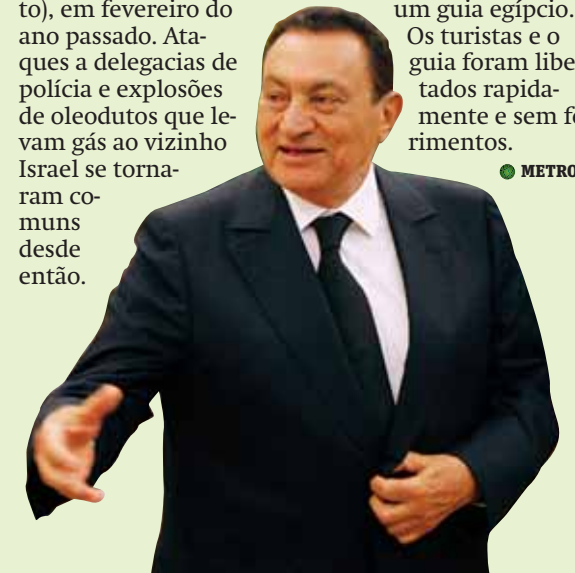 to), em fevereiro do
ano passado. Ata-
ques a delegacias de
polícia e explosões
de oleodutos que le-
vam gás ao vizinho
Israel se torna-
ram co-
muns
desde
então.
um guia egípcio.
Os turistas e o
guia foram libe-
tados rapida-
mente e sem fe
rimentos.
METRO